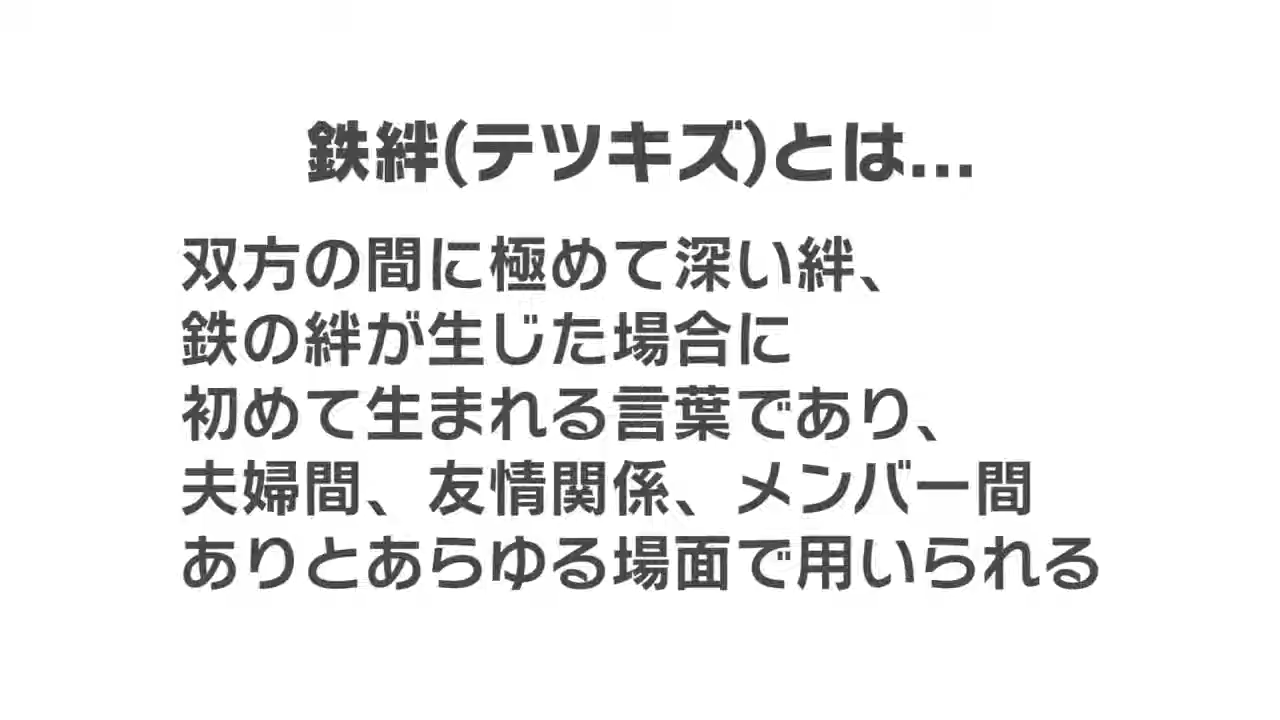 鉄絆(テツキズ)とは...
双方の間に極めて深い絆、
鉄の絆が生じた場合に
初めて生まれる言葉であり、
夫婦間、友情関係、メンバー間
ありとあらゆる場面で用いられる